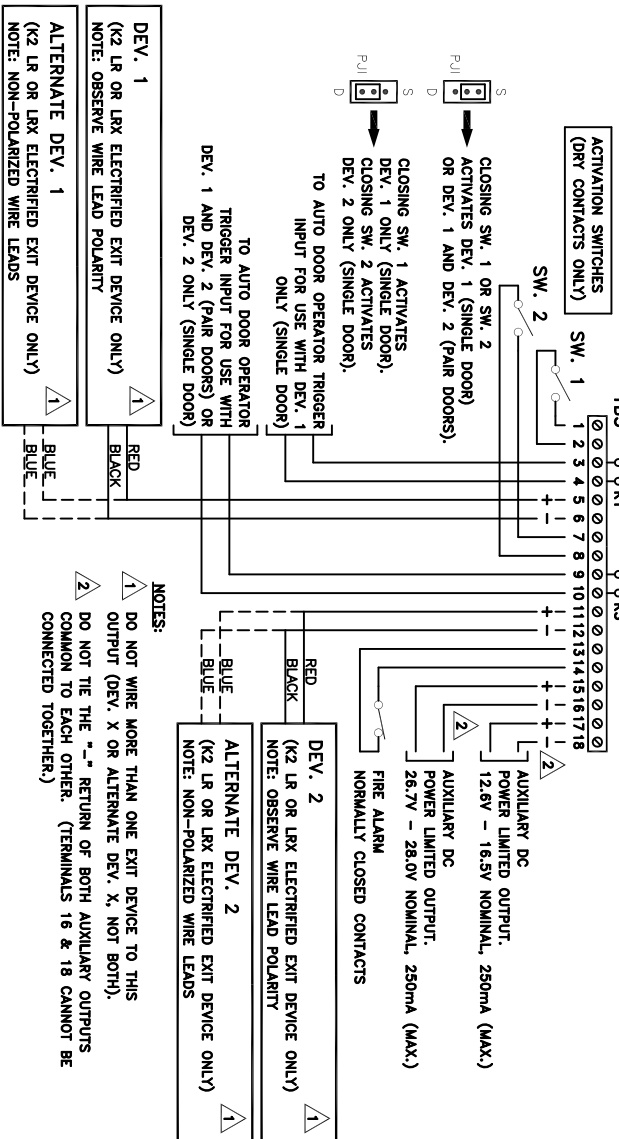 ACTIVATION SWITCHES
(DRY CONTACTS ONLY)
SW. 1
SW. 2
1
2
3
4
5
6
7
8
9
10
11
12
13
14
15
16
17
18
+
-
+
-
+
-
+
-
S
PJ1
D
CLOSING SW. 1 OR SW. 2
ACTIVATES DEV. 1 (SINGLE DOOR)
OR DEV. 1 AND DEV. 2 (PAIR DOORS).
S
PJ1
D
CLOSING SW. 1 ACTIVATES
DEV. 1 ONLY (SINGLE DOOR).
CLOSING SW. 2 ACTIVATES
DEV. 2 ONLY (SINGLE DOOR).
TO AUTO DOOR OPERATOR TRIGGER
INPUT FOR USE WITH DEV. 1
ONLY (SINGLE DOOR)
TO AUTO DOOR OPERATOR
TRIGGER INPUT FOR USE WITH
DEV. 1 AND DEV. 2 (PAIR DOORS) OR
DEV. 2 ONLY (SINGLE DOOR)
DEV. 1
(K2 LR OR LRX ELECTRIFIED EXIT DEVICE ONLY)
NOTE: OBSERVE WIRE LEAD POLARITY
1
RED
BLACK
ALTERNATE DEV. 1
(K2 LR OR LRX ELECTRIFIED EXIT DEVICE ONLY)
NOTE: NON-POLARIZED WIRE LEADS
1
BLUE
BLUE
2
AUXILIARY DC
POWER LIMITED OUTPUT.
12.6V - 16.5V NOMINAL, 250mA (MAX.)
2
AUXILIARY DC
POWER LIMITED OUTPUT.
26.7V - 28.0V NOMINAL, 250mA (MAX.)
FIRE ALARM
NORMALLY CLOSED CONTACTS
RED
BLACK
DEV. 2
(K2 LR OR LRX ELECTRIFIED EXIT DEVICE ONLY)
NOTE: OBSERVE WIRE LEAD POLARITY
1
BLUE
BLUE
ALTERNATE DEV. 2
(K2 LR OR LRX ELECTRIFIED EXIT DEVICE ONLY)
NOTE: NON-POLARIZED WIRE LEADS
1
NOTES:
1 DO NOT WIRE MORE THAN ONE EXIT DEVICE TO THIS
OUTPUT (DEV. X OR ALTERNATE DEV. X, NOT BOTH).
2 DO NOT TIE THE "-" RETURN OF BOTH AUXILIARY OUTPUTS
COMMON TO EACH OTHER. (TERMINALS 16 & 18 CANNOT BE
CONNECTED TOGETHER.)